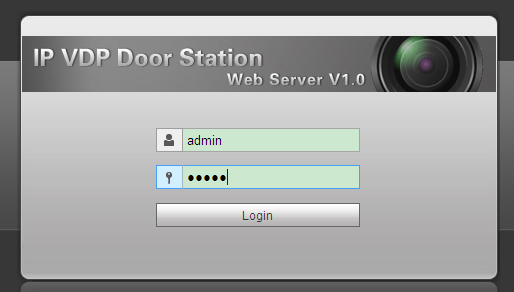 IP VDP Door Station
Web Server V1.0
admin
●●●●●
Login